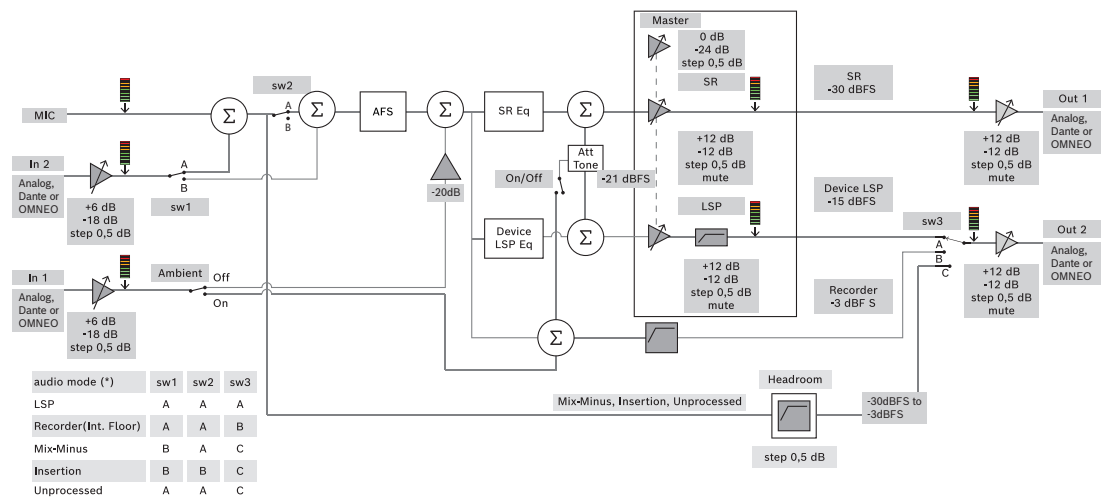 Master
0 dB
-24 dB
step 0,5 dB
SR
SR
-30 dBFS
sw2
A
B
MIC
Σ
Σ
AFS
Σ
SR Eq
Σ
Out 1
Analog,
Dante or
OMNEO
+12 dB
-12 dB
step 0,5 dB
mute
+12 dB
-12 dB
step 0,5 dB
mute
In 2
Analog,
Dante or
OMNEO
A
B
sw1
+6 dB
-18 dB
step 0,5 dB
-20dB
On/Off
Att
Tone
-21 dBFS
Device LSP
-15 dBFS
LSP
Device
LSP Eq
Σ
sw3
A
B
C
Out 2
Analog,
Dante or
OMNEO
+12 dB
-12 dB
step 0,5 dB
mute
+12 dB
-12 dB
step 0,5 dB
mute
In 1
Analog,
Dante or
OMNEO
Ambient
Off
On
+6 dB
-18 dB
step 0,5 dB
Recorder
-3 dBF S
Σ
audio mode (*) sw1 sw2 sw3
LSP A A A
Recorder(Int. Floor) A A B
Mix-Minus B A C
Insertion B B C
Unprocessed A A C
Mix-Minus, Insertion, Unprocessed
Headroom
step 0,5 dB
-30dBFS to
-3dBFS